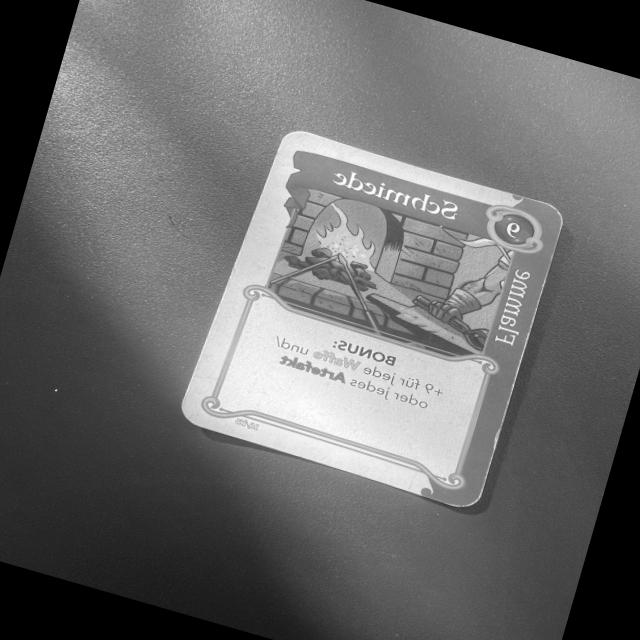 9
Schmiede
Flamme
BONUS:
+9 für jede Waffe und/
oder jedes Artefakt